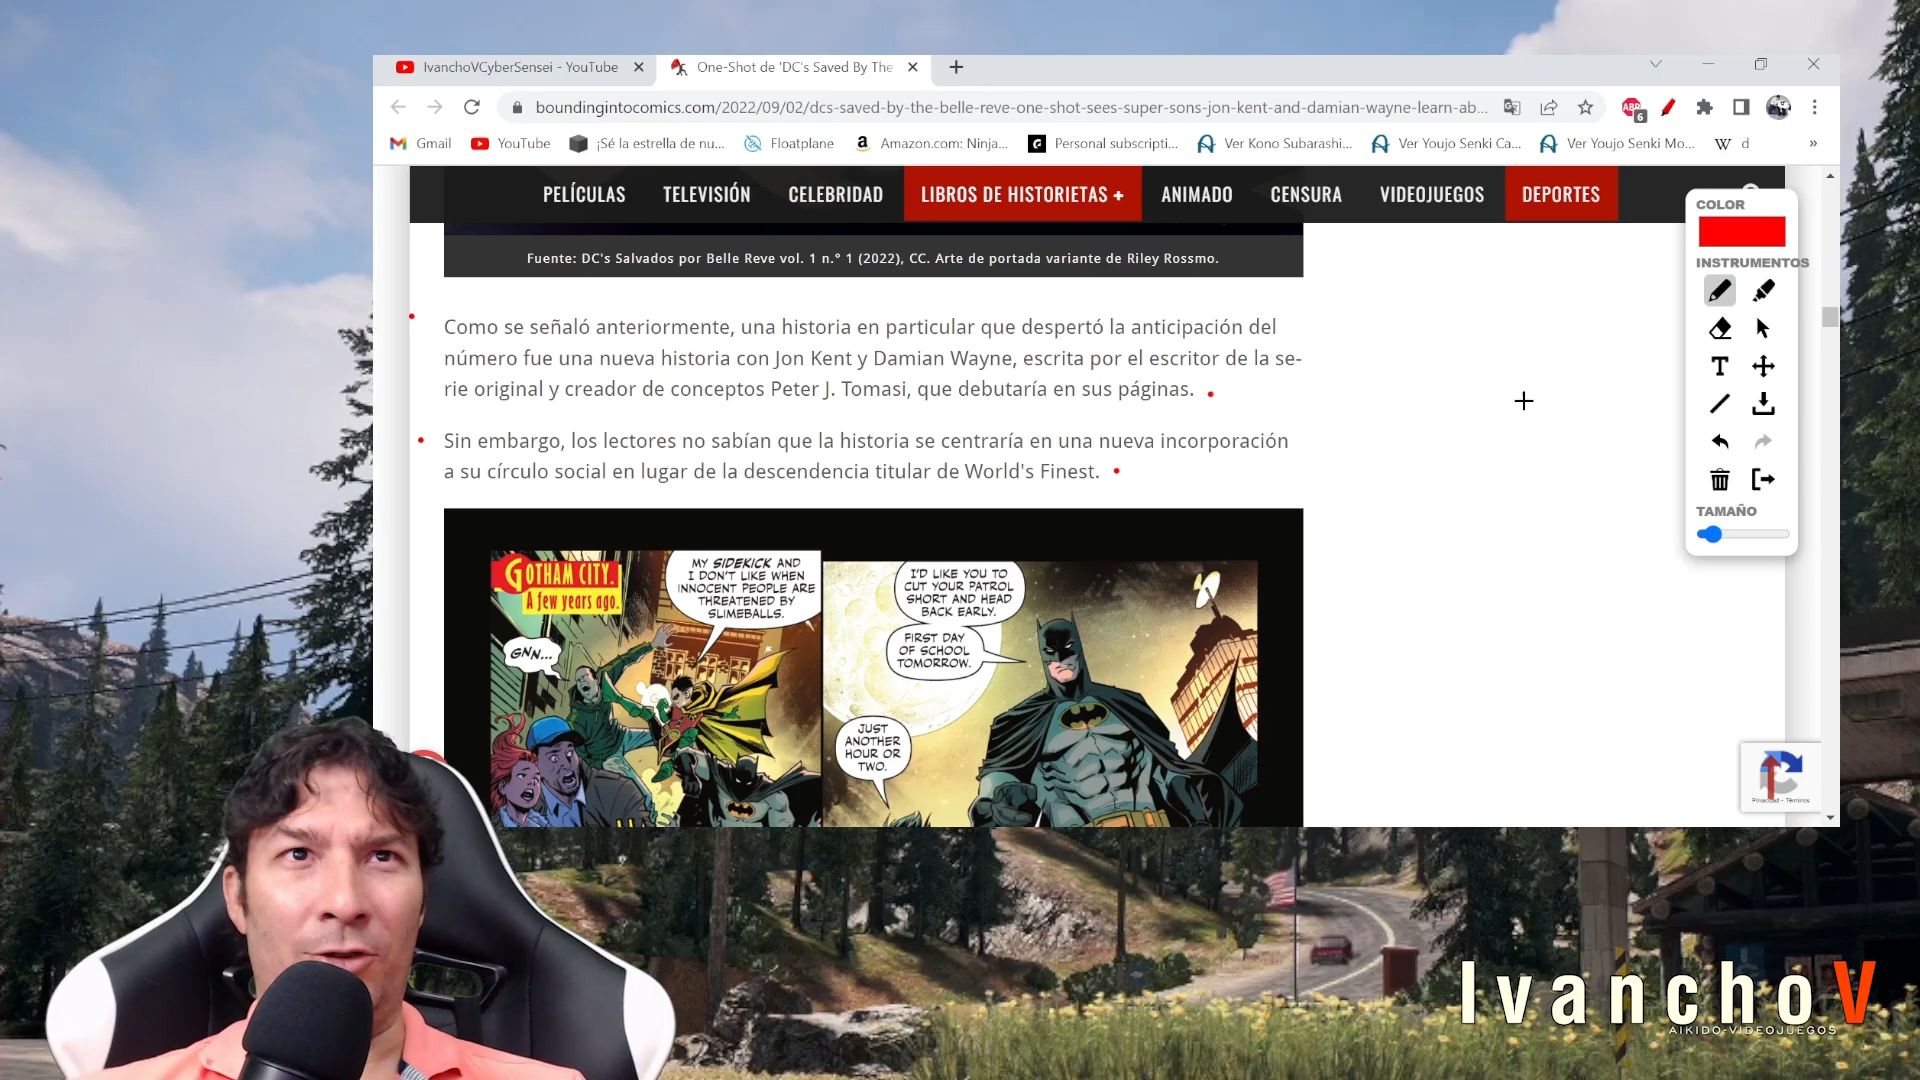 IvanchoVCyberSensei - YouTube
One-Shot de 'DC's Saved By The
boundingintocomics.com/2022/09/02/dcs-saved-by-the-belle-reve-one-shot-sees-super-sons-jon-kent-and-damian-wayne-learn-ab...
ABP
6
Gmail
YouTube
¡Sé la estrella de nu...
Floatplane
Amazon.com: Ninja...
Personal subscripti...
Ver Kono Subarashi...
Ver Youjo Senki Ca...
Ver Youjo Senki Mo...
W d
»
PELÍCULAS
TELEVISIÓN
CELEBRIDAD
LIBROS DE HISTORIETAS +
ANIMADO
CENSURA
VIDEOJUEGOS
DEPORTES
COLOR
INSTRUMENTOS
T
TAMAÑO
Fuente: DC's Salvados por Belle Reve vol. 1 n.º 1 (2022), CC. Arte de portada variante de Riley Rossmo.
Como se señaló anteriormente, una historia en particular que despertó la anticipación del
número fue una nueva historia con Jon Kent y Damian Wayne, escrita por el escritor de la se-
rie original y creador de conceptos Peter J. Tomasi, que debutaría en sus páginas.
Sin embargo, los lectores no sabían que la historia se centraría en una nueva incorporación
a su círculo social en lugar de la descendencia titular de World's Finest.
GOTHAM CITY.
A few years ago.
MY SIDEKICK AND
I DON'T LIKE WHEN
INNOCENT PEOPLE ARE
THREATENED BY
SLIMEBALLS.
GNN...
I'D LIKE YOU TO
CUT YOUR PATROL
SHORT AND HEAD
BACK EARLY.
FIRST DAY
OF SCHOOL
TOMORROW.
JUST
ANOTHER
HOUR OR
TWO.
Privacidad - Términos
IvanchoV
AIKIDO-VIDEOJUEGOS